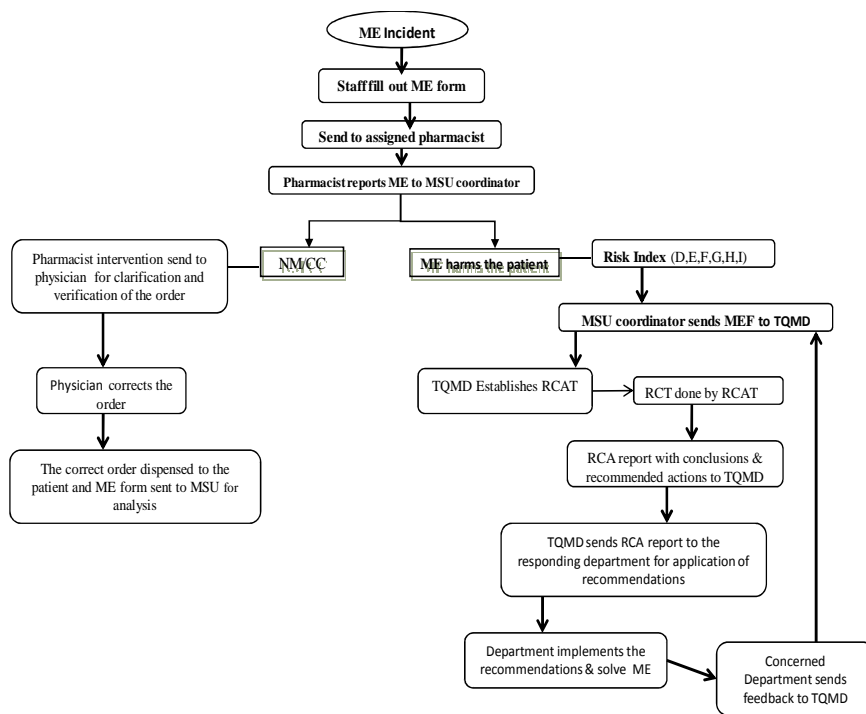 ME Incident
Staff fill out ME form
Send to assigned pharmacist
Pharmacist reports ME to MSU coordinator
NM/CC
Pharmacist intervention send to
physician for clarification and
verification of the order
Physician corrects the
order
The correct order dispensed to the
patient and ME form sent to MSU for
analysis
ME harms the patient
Risk Index (D,E,F,G,H,I)
MSU coordinator sends MEF to TQMD
TQMD Establishes RCAT
RCT done by RCAT
RCA report with conclusions &
recommended actions to TQMD
TQMD sends RCA report to the
responding department for application of
recommendations
Department implements the
recommendations & solve ME
Concerned
Department sends
feedback to TQMD